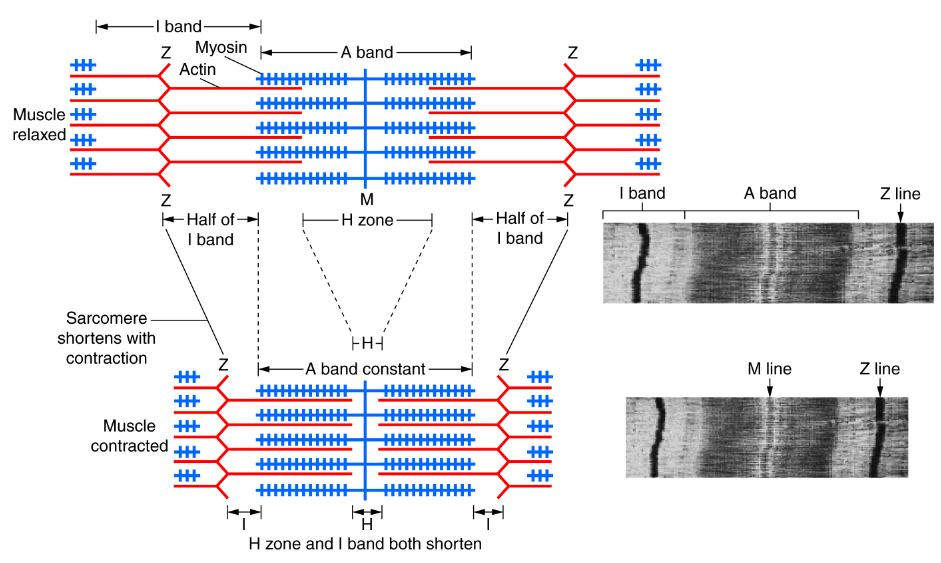 I band
Z
Myosin
A band
Z
Actin
Muscle
relaxed
Z
M
Z
Half of
I band
H zone
Half of
I band
I band
A band
Z line
Sarcomere
shortens with
contraction
H
Z
A band constant
Z
M line
Z line
Muscle
contracted
I
H
I
H zone and I band both shorten